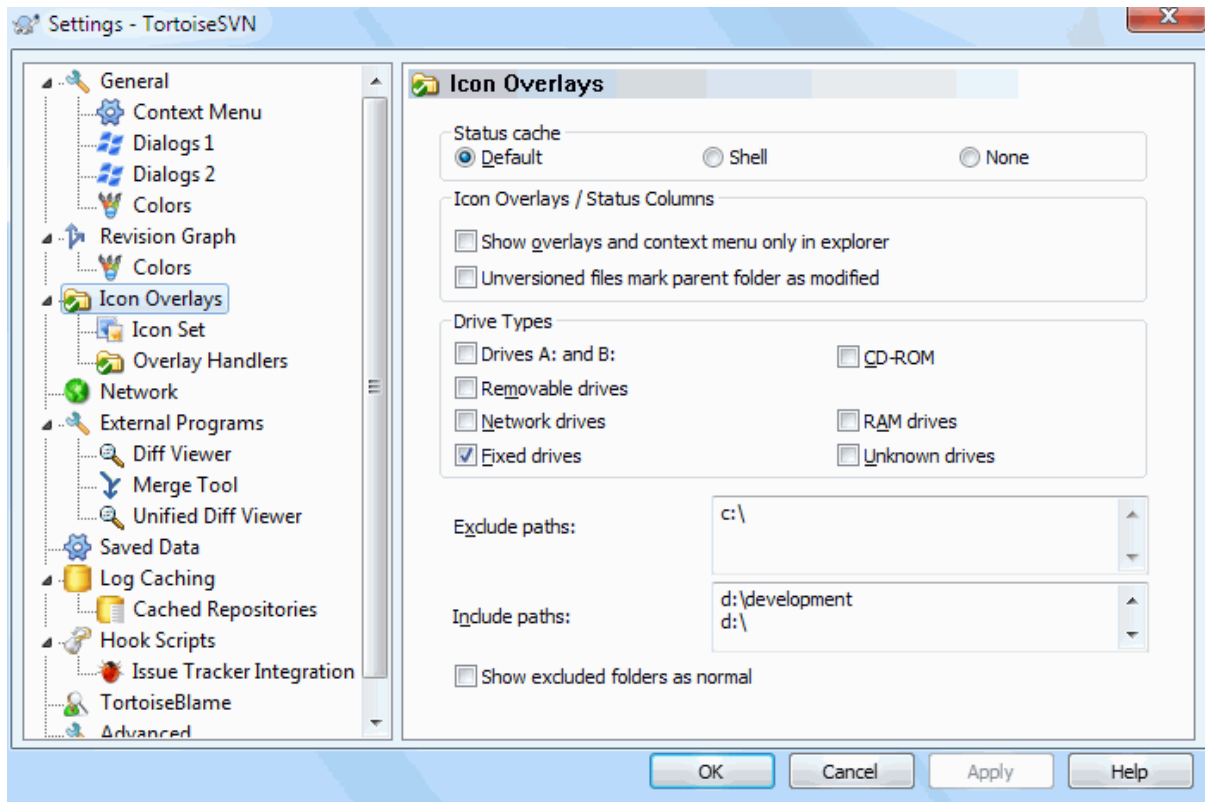 Settings - TortoiseSVN
General
Context Menu
Dialogs 1
Dialogs 2
Colors
Revision Graph
Colors
Icon Overlays
Icon Set
Overlay Handlers
Network
External Programs
Diff Viewer
Merge Tool
Unified Diff Viewer
Saved Data
Log Caching
Cached Repositories
Hook Scripts
Issue Tracker Integration
TortoiseBlame
Advanced
Icon Overlays
Status cache
Default
Shell
None
Icon Overlays / Status Columns
Show overlays and context menu only in explorer
Unversioned files mark parent folder as modified
Drive Types
Drives A: and B:
CD-ROM
Removable drives
Network drives
RAM drives
Fixed drives
Unknown drives
Exclude paths:
c:\
Include paths:
d:\development
d:\
Show excluded folders as normal
OK
Cancel
Apply
Help